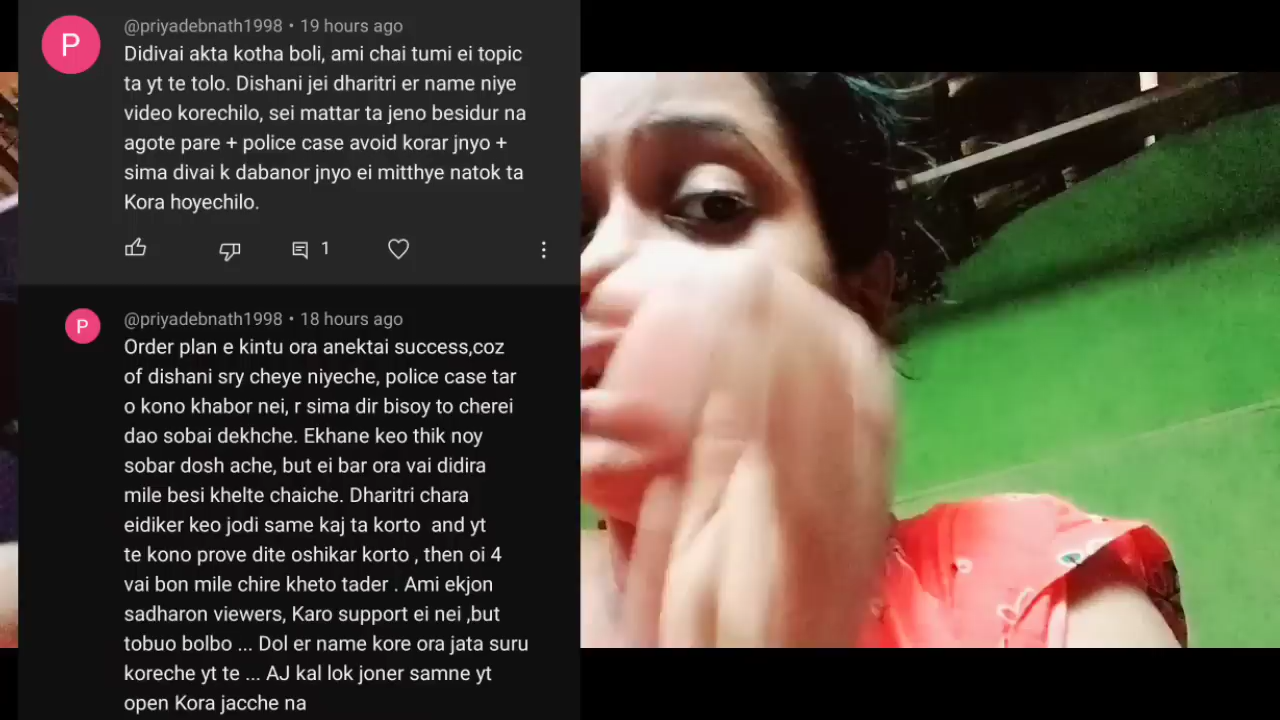 P
@priyadebnath1998 • 19 hours ago
Didivai akta kotha boli, ami chai tumi ei topic
ta yt te tolo. Dishani jei dharitri er name niye
video korechilo, sei mattar ta jeno besidur na
agote pare + police case avoid korar jnyo +
sima divai k dabanor jnyo ei mitthye natok ta
Kora hoyechilo.
1
P
@priyadebnath1998 • 18 hours ago
Order plan e kintu ora anektai success,coz
of dishani sry cheye niyeche, police case tar
o kono khabor nei, r sima dir bisoy to cherei
dao sobai dekhche. Ekhane keo thik noy
sobar dosh ache, but ei bar ora vai didira
mile besi khelte chaiche. Dharitri chara
eidiker keo jodi same kaj ta korto and yt
te kono prove dite oshikar korto , then oi 4
vai bon mile chire kheto tader . Ami ekjon
sadharon viewers, Karo support ei nei ,but
tobuo bolbo ... Dol er name kore ora jata suru
koreche yt te ... AJ kal lok joner samne yt
open Kora jacche na